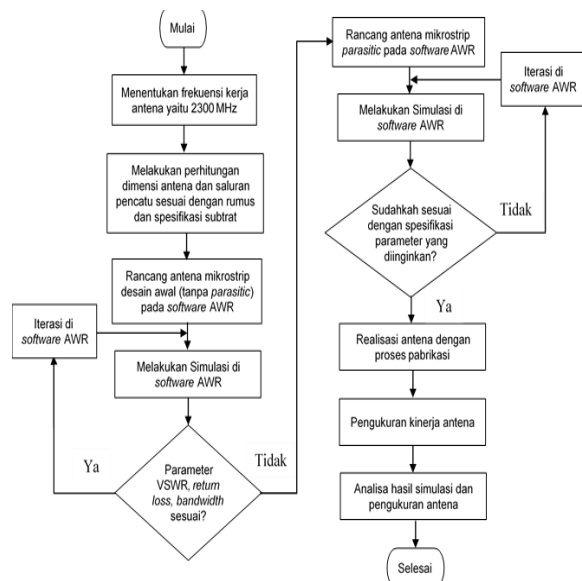 Mulai
Menentukan frekuensi kerja
antena yaitu 2300 MHz
Melakukan perhitungan
dimensi antena dan saluran
pencatu sesuai dengan rumus
dan spesifikasi subtrat
Rancang antena mikrostrip
desain awal (tanpa parasitic)
pada software AWR
Iterasi di
software AWR
Melakukan Simulasi di
software AWR
Parameter
VSWR, return
loss, bandwidth
sesuai?
Ya
Tidak
Rancang antena mikrostrip
parasitic pada software AWR
Iterasi di
software AWR
Melakukan Simulasi di
software AWR
Sudahkah sesuai
dengan spesifikasi
parameter yang
diinginkan?
Tidak
Ya
Realisasi antena dengan
proses pabrikasi
Pengukuran kinerja antena
Analisa hasil simulasi dan
pengukuran antena
Selesai